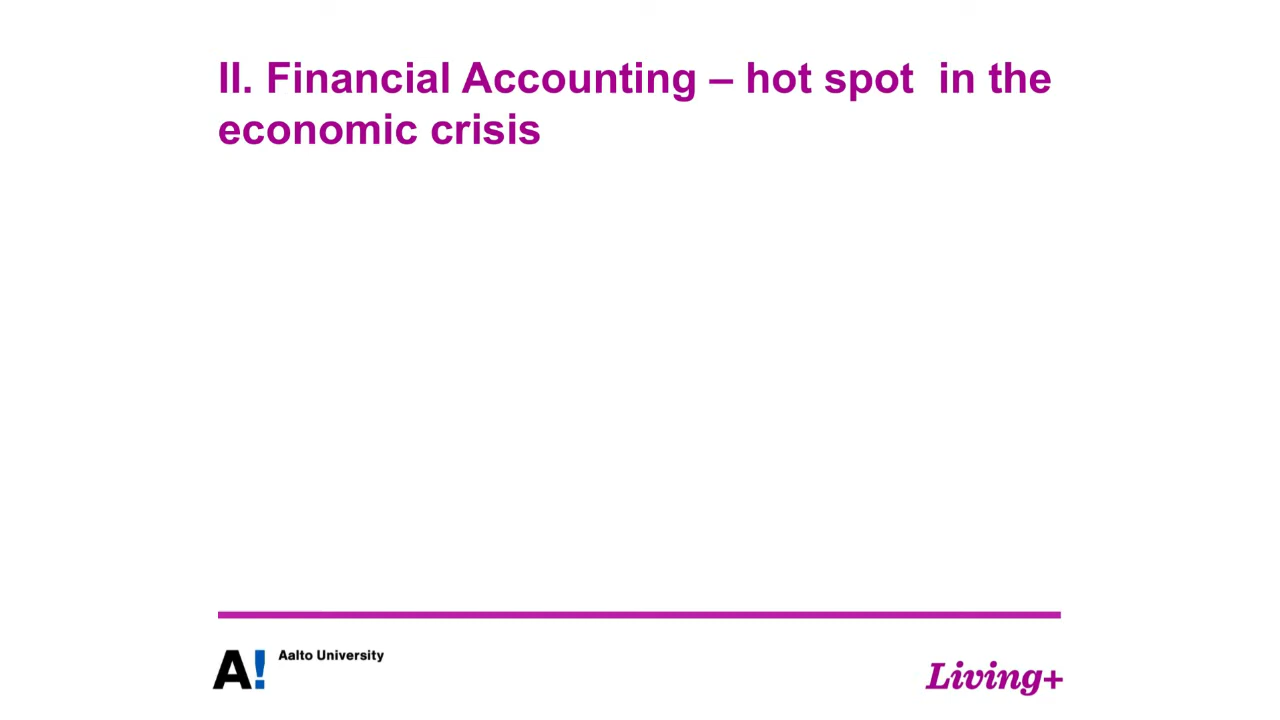 II. Financial Accounting – hot spot  in the
economic crisis
A! Aalto University
Living+